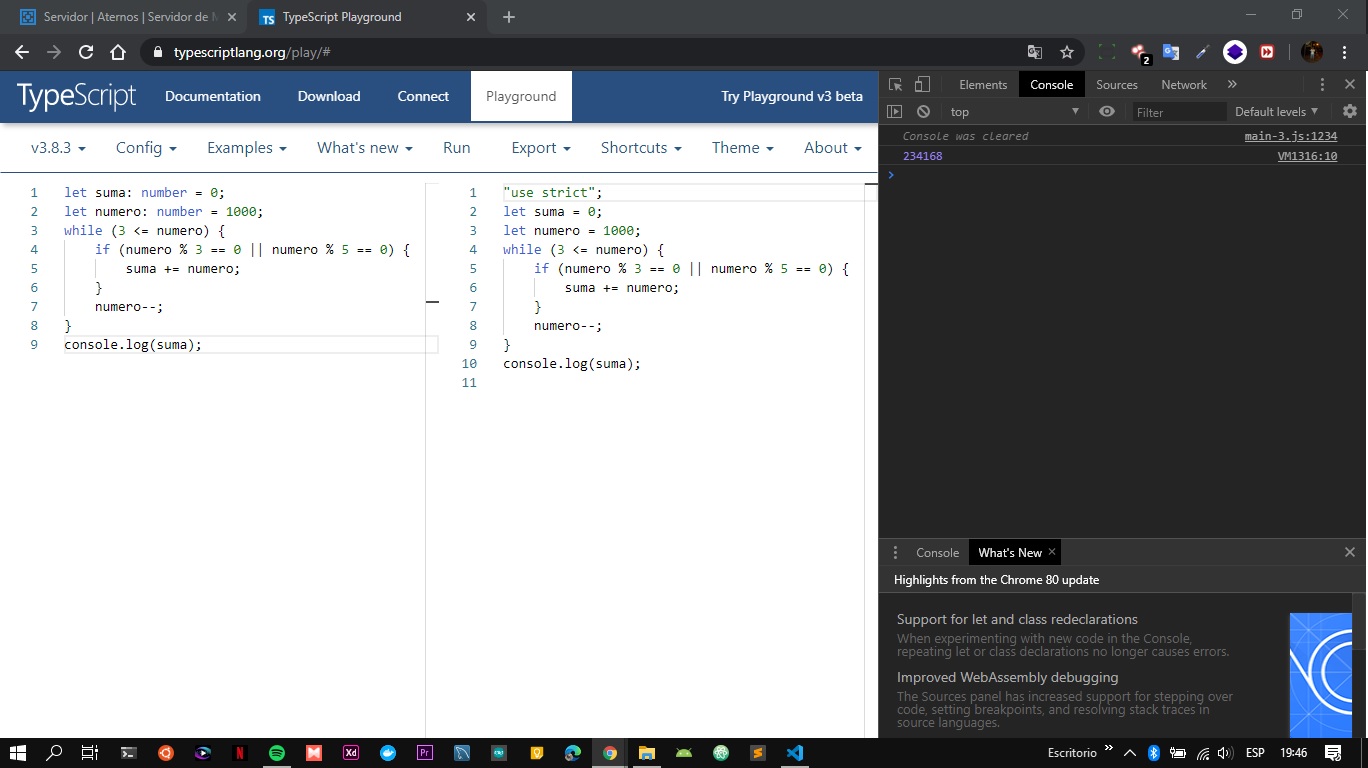 Servidor | Aternos | Servidor de
TypeScript Playground
typescriptlang.org/play/#
2
TypeScript
Documentation
Download
Connect
Playground
Try Playground v3 beta
v3.8.3
Config
Examples
What's new
Run
Export
Shortcuts
Theme
About
1 let suma: number = 0;
2 let numero: number = 1000;
3 while (3 <= numero) {
4 if (numero % 3 == 0 || numero % 5 == 0) {
5 suma += numero;
6 }
7 numero--;
8 }
9 console.log(suma);
1 "use strict";
2 let suma = 0;
3 let numero = 1000;
4 while (3 <= numero) {
5 if (numero % 3 == 0 || numero % 5 == 0) {
6 suma += numero;
7 }
8 numero--;
9 }
10 console.log(suma);
11
Elements
Console
Sources
Network
top
Filter
Default levels
Console was cleared main-3.js:1234
234168 VM1316:10
Console
What's New
Highlights from the Chrome 80 update
Support for let and class redeclarations
When experimenting with new code in the Console,
repeating let or class declarations no longer causes errors.
Improved WebAssembly debugging
The Sources panel has increased support for stepping over
code, setting breakpoints, and resolving stack traces in
source languages.
N
Xd
Pr
Escritorio
ESP
19:46